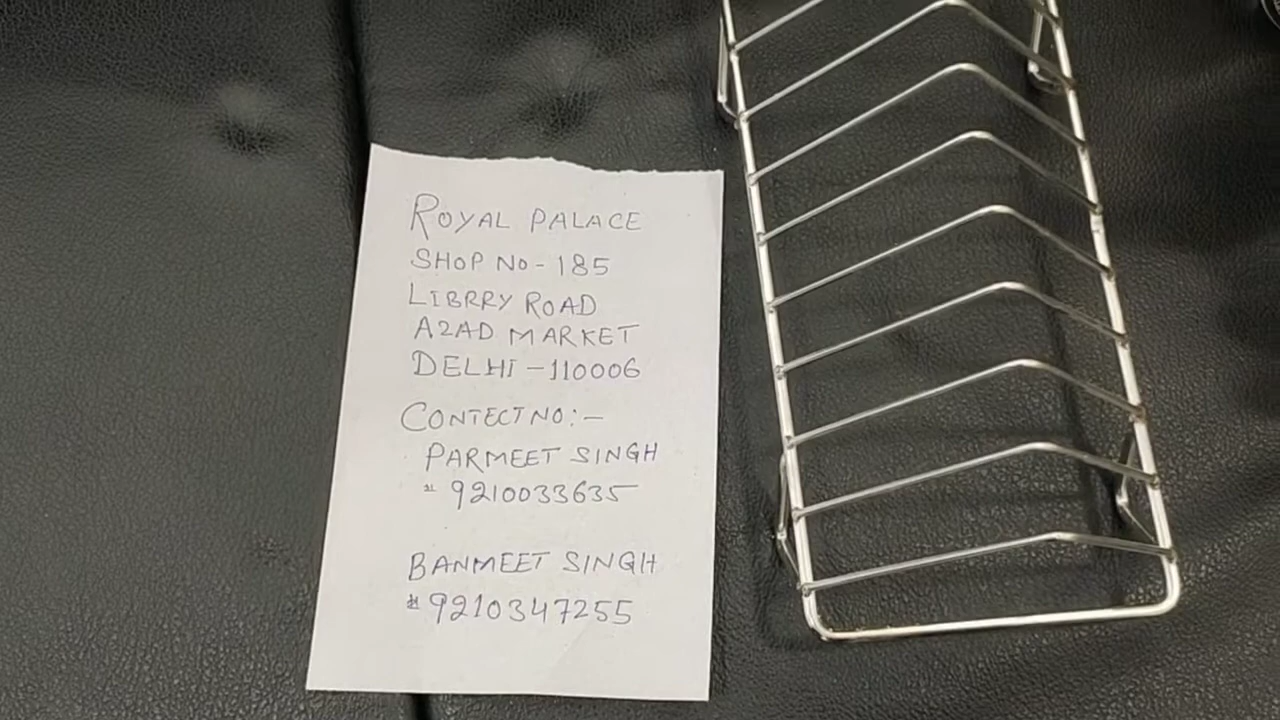 ROYAL PALACE
SHOP NO - 185
LIBRRY ROAD
AZAD MARKET
DELHI - 110006
CONTECT NO :-
PARMEET SINGH
# 9210033635
BANMEET SINGH
# 9210347255